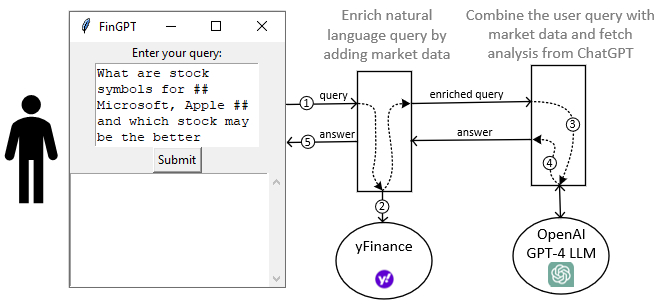 FinGPT
Enter your query:
What are stock
symbols for ##
Microsoft, Apple ##
and which stock may
be the better
Submit
Enrich natural
language query by
adding market data
Combine the user query with
market data and fetch
analysis from ChatGPT
1
query
enriched query
3
5
answer
answer
4
2
yFinance
y!
OpenAI
GPT-4 LLM